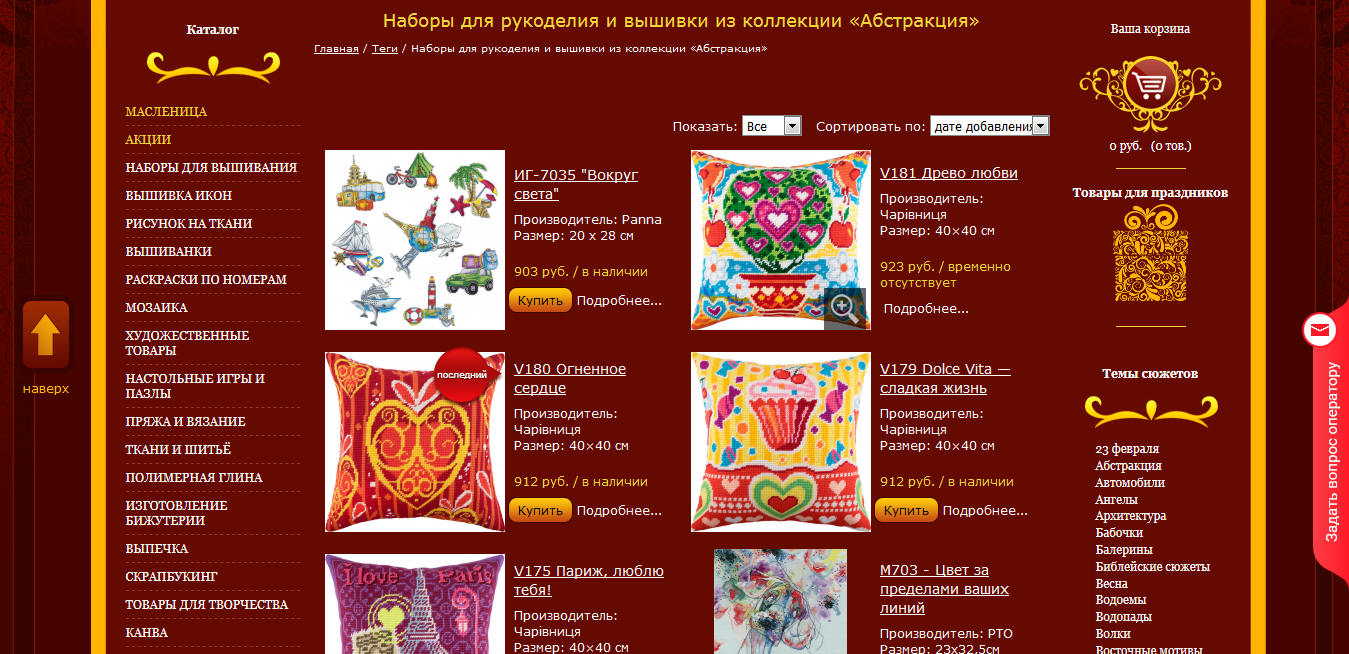 Каталог
МАСЛЕНИЦА
АКЦИИ
НАБОРЫ ДЛЯ ВЫШИВАНИЯ
ВЫШИВКА ИКОН
РИСУНОК НА ТКАНИ
ВЫШИВАНКИ
РАСКРАСКИ ПО НОМЕРАМ
МОЗАИКА
ХУДОЖЕСТВЕННЫЕ
ТОВАРЫ
НАСТОЛЬНЫЕ ИГРЫ И
ПАЗЛЫ
ПРЯЖА И ВЯЗАНИЕ
ТКАНИ И ШИТЬЁ
ПОЛИМЕРНАЯ ГЛИНА
ИЗГОТОВЛЕНИЕ
БИЖУТЕРИИ
ВЫПЕЧКА
СКРАПБУКИНГ
ТОВАРЫ ДЛЯ ТВОРЧЕСТВА
КАНВА
наверх
Наборы для рукоделия и вышивки из коллекции «Абстракция»
Главная / Теги / Наборы для рукоделия и вышивки из коллекции «Абстракция»
Показать: Все Сортировать по: дате добавления
ИГ-7035 "Вокруг
света"
Производитель: Panna
Размер: 20 x 28 см
903 руб. / в наличии
Купить Подробнее...
V181 Древо любви
Производитель:
Чарівниця
Размер: 40×40 см
923 руб. / временно
отсутствует
Подробнее...
последний
V180 Огненное
сердце
Производитель:
Чарівниця
Размер: 40×40 см
912 руб. / в наличии
Купить Подробнее...
V179 Dolce Vita —
сладкая жизнь
Производитель:
Чарівниця
Размер: 40×40 см
912 руб. / в наличии
Купить Подробнее...
I love Paris
V175 Париж, люблю
тебя!
Производитель:
Чарівниця
Размер: 40×40 см
М703 - Цвет за
пределами ваших
линий
Производитель: РТО
Размер: 23х32,5см
Ваша корзина
0 руб. (0 тов.)
Товары для праздников
Темы сюжетов
23 февраля
Абстракция
Автомобили
Ангелы
Архитектура
Бабочки
Балерины
Библейские сюжеты
Весна
Водоемы
Водопады
Волки
Восточные мотивы
Задать вопрос оператору